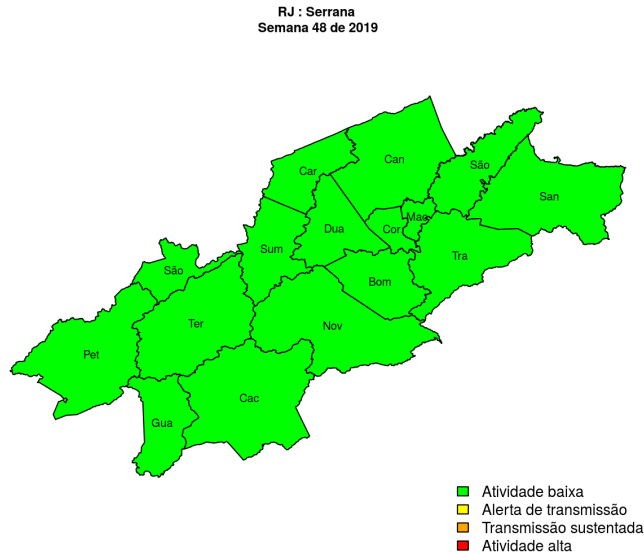 RJ : Serrana
Semana 48 de 2019
Can
São
Car
San
Mac
Dua
Cor
Sum
Tra
São
Bom
Ter
Nov
Pet
Cac
Gua
Atividade baixa
Alerta de transmissão
Transmissão sustentada
Atividade alta